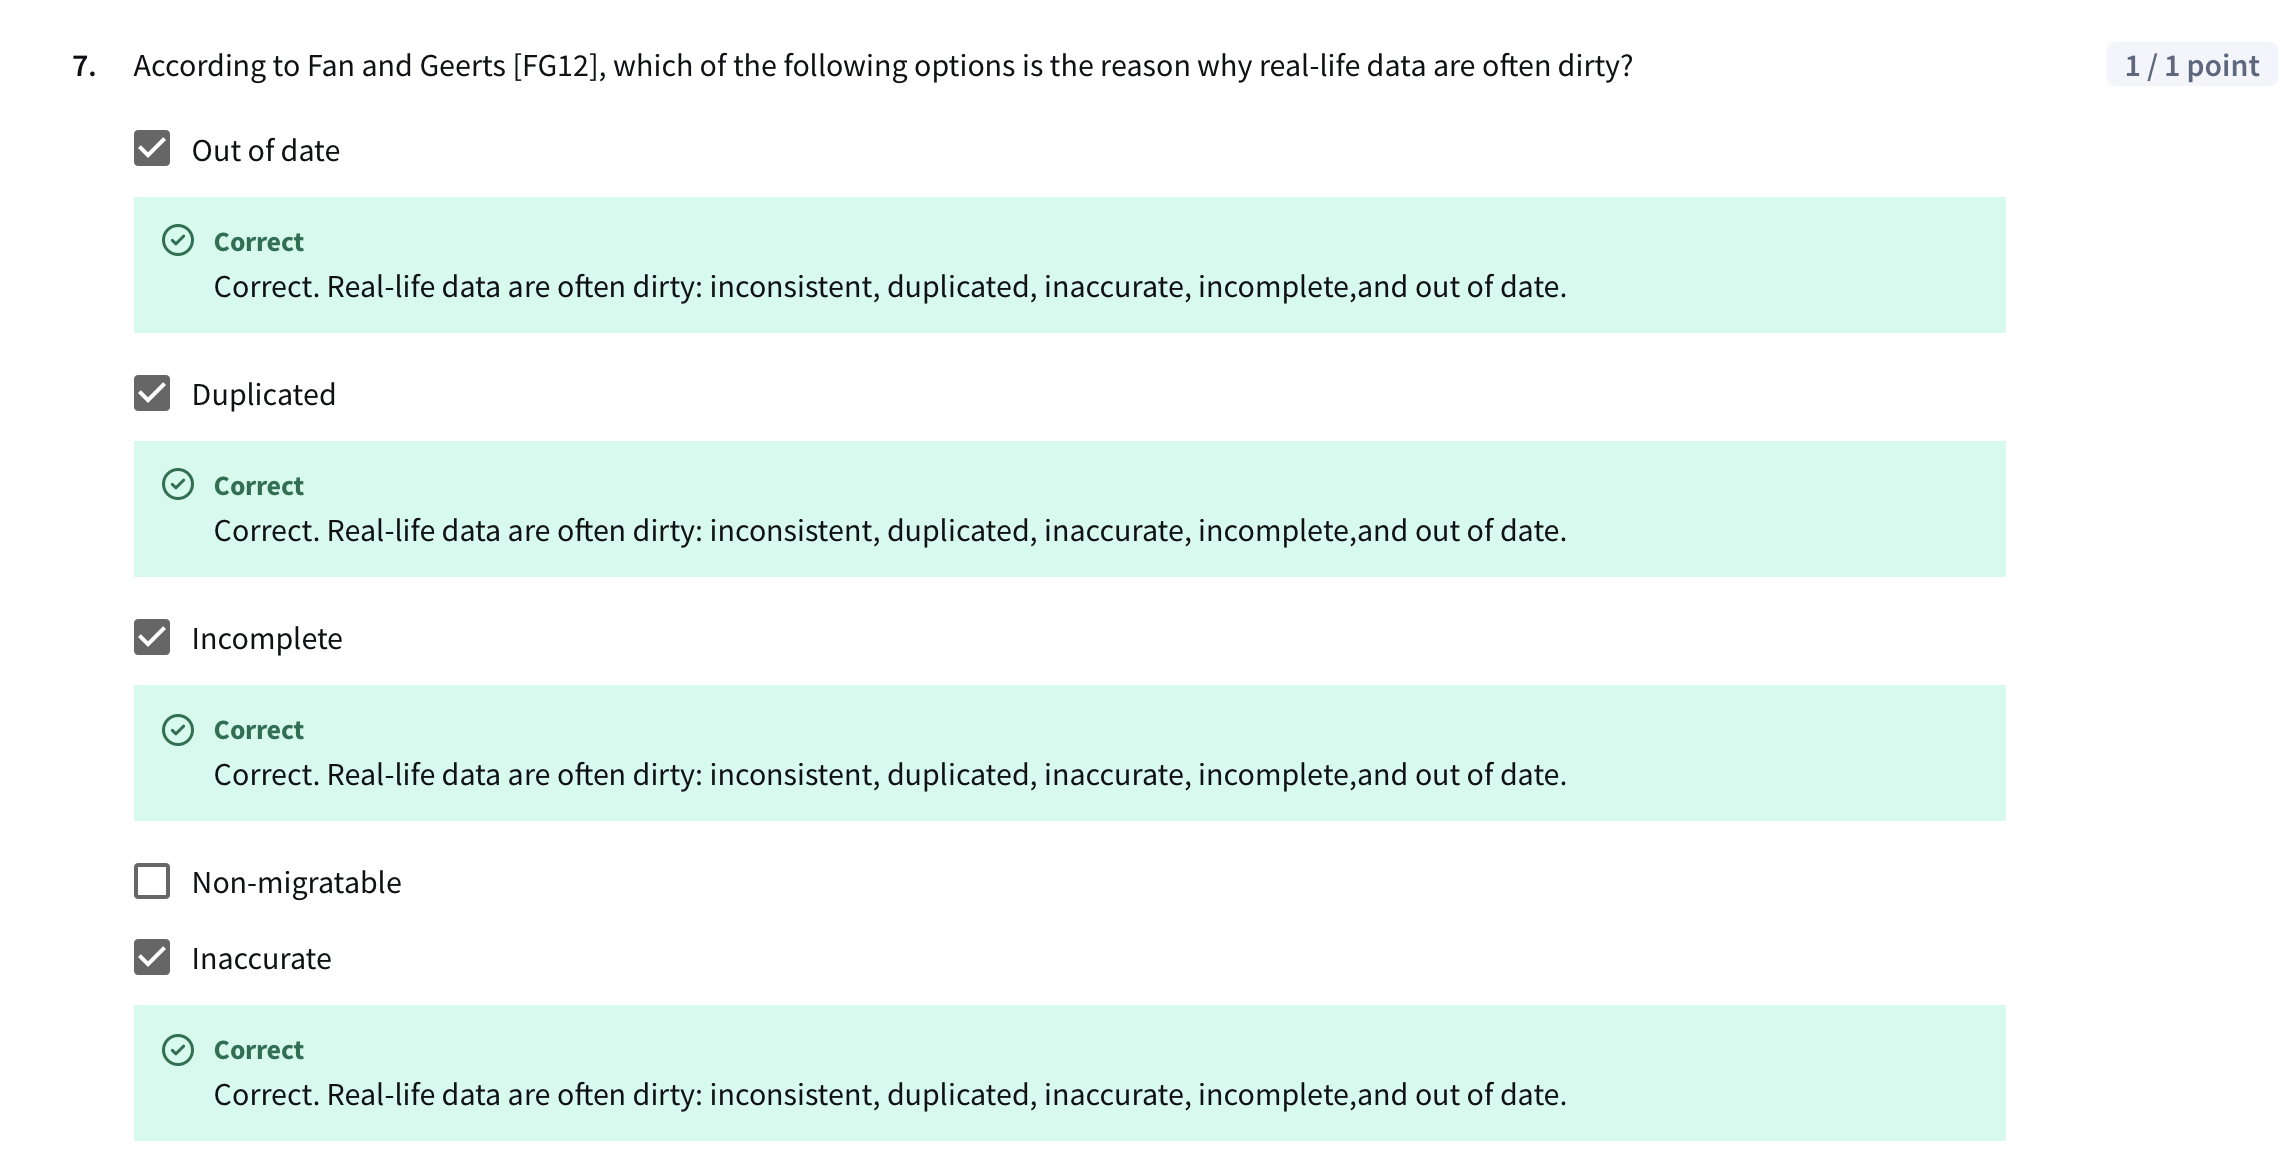 7. According to Fan and Geerts [FG12], which of the following options is the reason why real-life data are often dirty?
1 / 1 point
Out of date
Correct
Correct. Real-life data are often dirty: inconsistent, duplicated, inaccurate, incomplete,and out of date.
Duplicated
Correct
Correct. Real-life data are often dirty: inconsistent, duplicated, inaccurate, incomplete,and out of date.
Incomplete
Correct
Correct. Real-life data are often dirty: inconsistent, duplicated, inaccurate, incomplete,and out of date.
Non-migratable
Inaccurate
Correct
Correct. Real-life data are often dirty: inconsistent, duplicated, inaccurate, incomplete,and out of date.